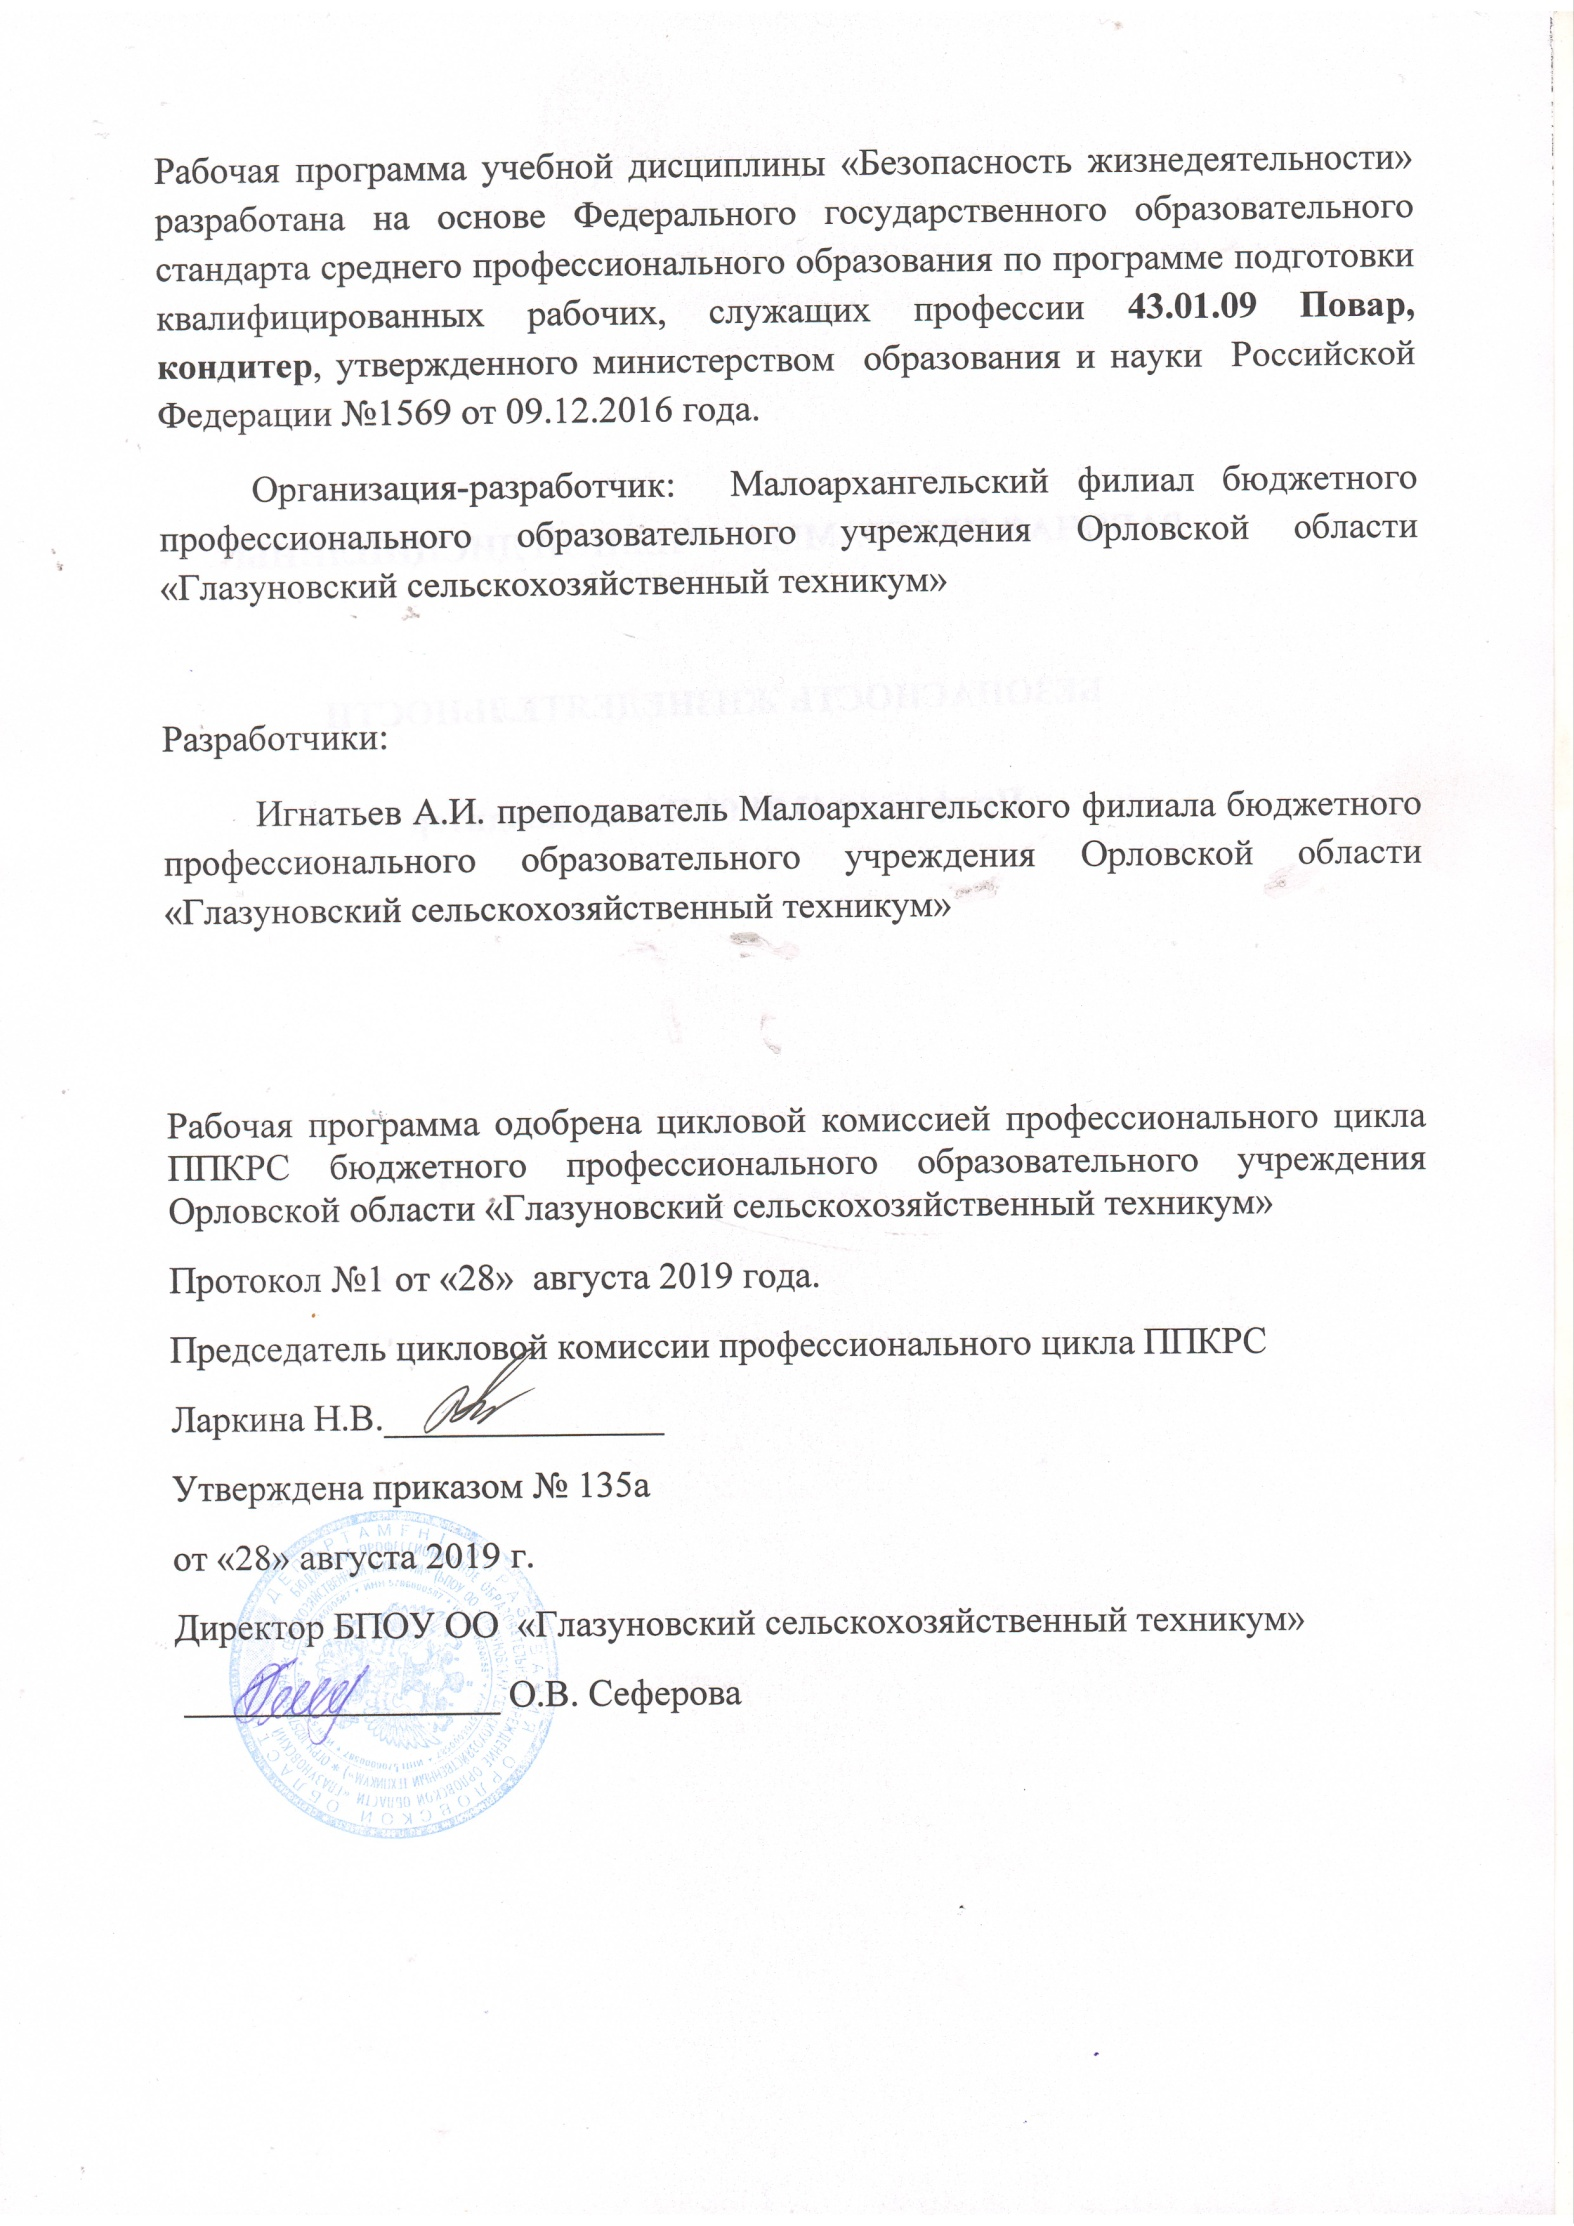 Рабочая программа учебной дисциплины «Безопасность жизнедеятельности»
разработана на основе Федерального государственного образовательного
стандарта среднего профессионального образования по программе подготовки
квалифицированных рабочих, служащих профессии 43.01.09 Повар,
кондитер, утвержденного министерством образования и науки Российской
Федерации №1569 от 09.12.2016 года.
Организация-разработчик: Малоархангельский филиал бюджетного
профессионального образовательного учреждения Орловской области
«Глазуновский сельскохозяйственный техникум»
Разработчики:
Игнатьев А.И. преподаватель Малоархангельского филиала бюджетного
профессионального образовательного учреждения Орловской области
«Глазуновский сельскохозяйственный техникум»
Рабочая программа одобрена цикловой комиссией профессионального цикла
ППКРС бюджетного профессионального образовательного учреждения
Орловской области «Глазуновский сельскохозяйственный техникум»
Протокол №1 от «28» августа 2019 года.
Председатель цикловой комиссии профессионального цикла ППКРС
Ларкина Н.В.
Утверждена приказом № 135а
от «28» августа 2019 г.
Директор БПОУ ОО «Глазуновский сельскохозяйственный техникум»
О.В. Сеферова